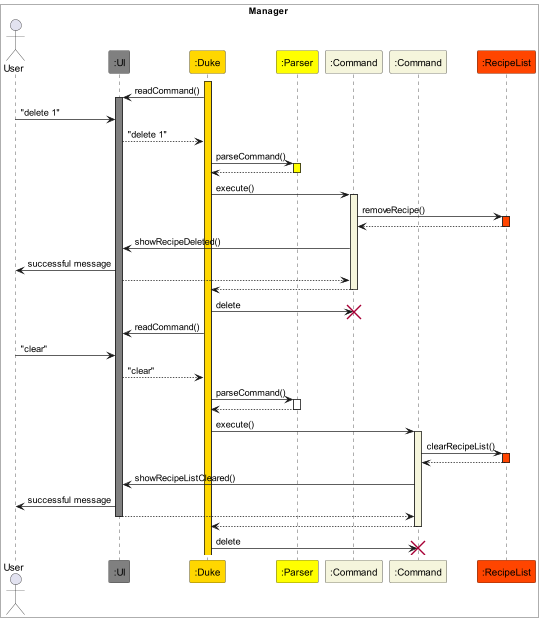 Manager
User
:UI
:Duke
:Parser
:Command
:Command
:RecipeList
readCommand()
"delete 1"
"delete 1"
parseCommand()
execute()
removeRecipe()
showRecipeDeleted()
successful message
delete
readCommand()
"clear"
"clear"
parseCommand()
execute()
clearRecipeList()
showRecipeListCleared()
successful message
delete
User
:UI
:Duke
:Parser
:Command
:Command
:RecipeList